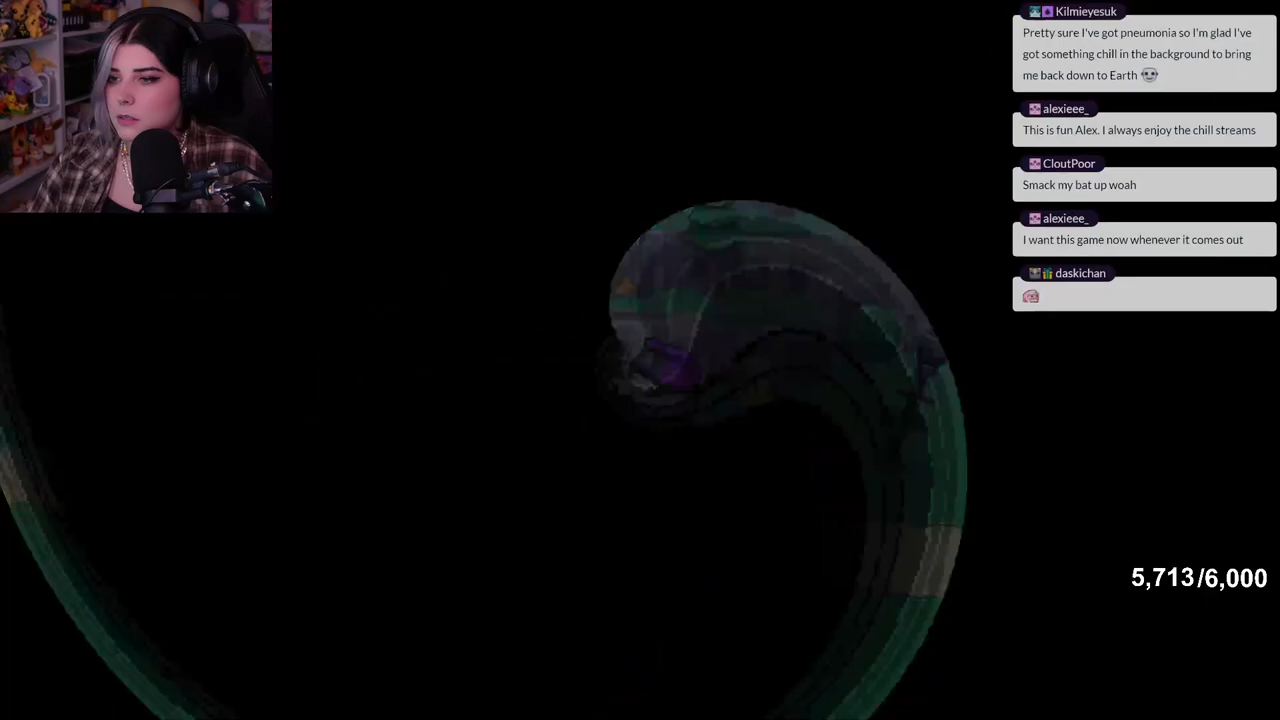 Kilmieyesuk
Pretty sure I've got pneumonia so I'm glad I've
got something chill in the background to bring
me back down to Earth
alexieee_
This is fun Alex. I always enjoy the chill streams
CloutPoor
Smack my bat up woah
alexieee_
I want this game now whenever it comes out
daskichan
5,713/6,000